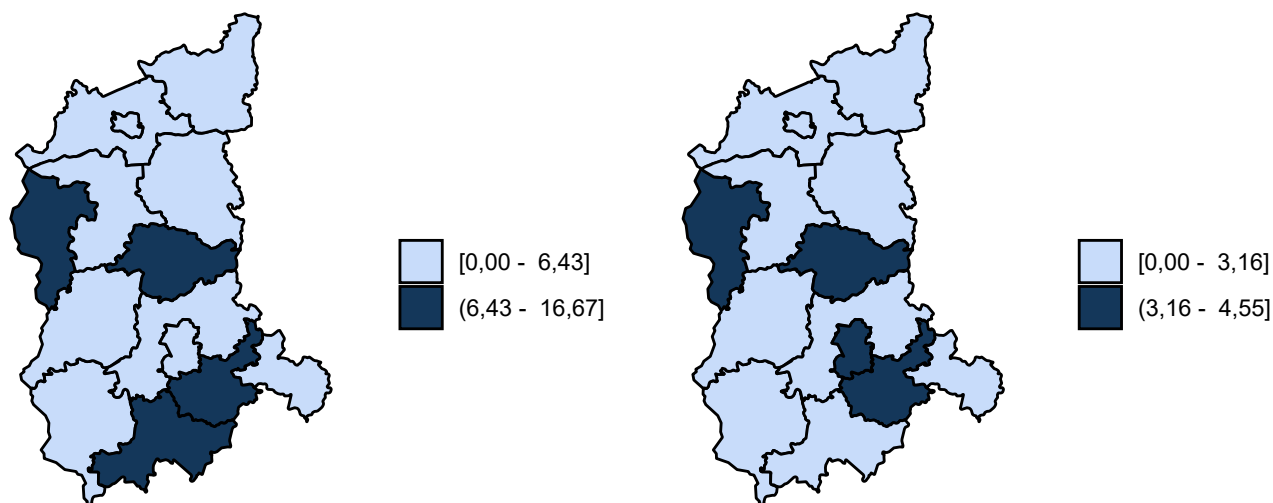 [0,00 - 6,43]
(6,43 - 16,67]
[0,00 - 3,16]
(3,16 - 4,55]